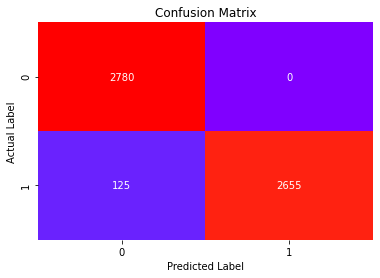 Confusion Matrix
Actual Label
0
2780
0
1
125
2655
0
1
Predicted Label